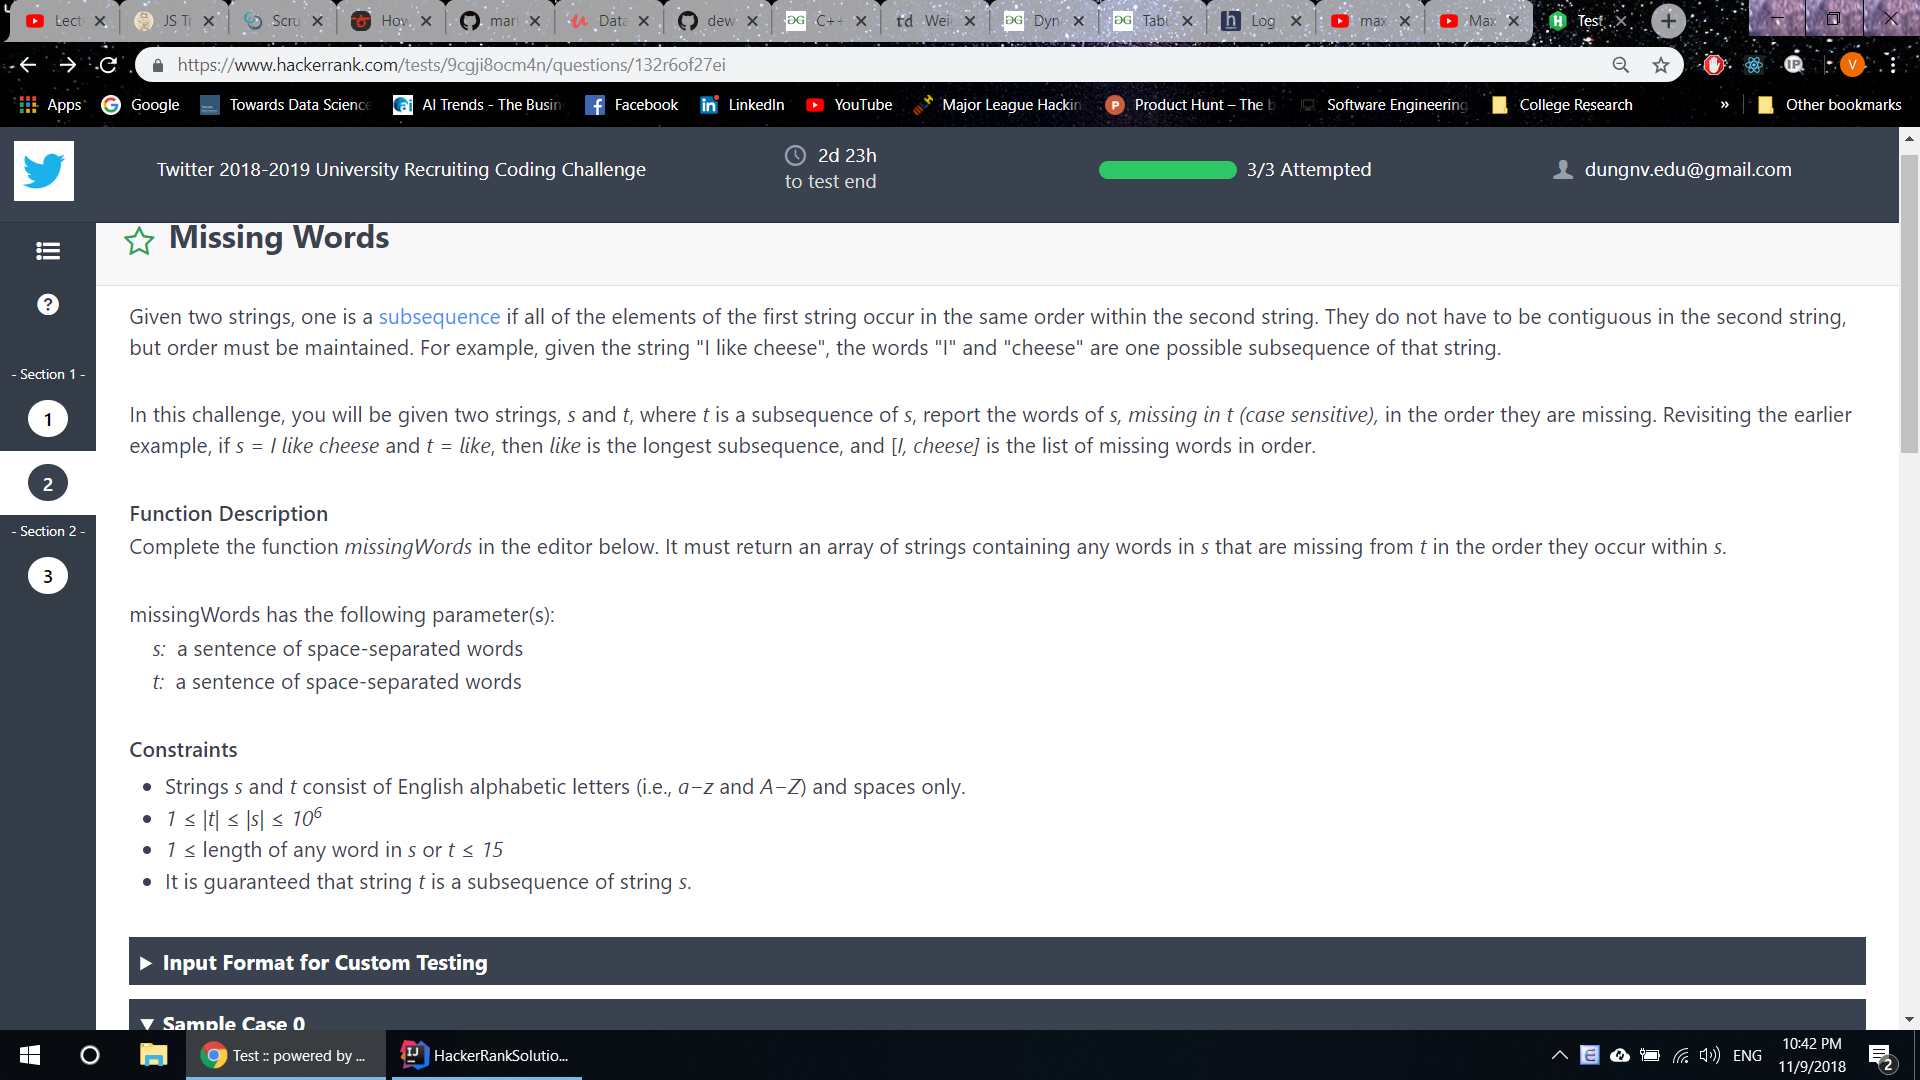 Lect
JS Tr
Scru
How
mar
Data
dew
C++
Wei
Dyn
Tabu
Log
max
Max
Test
https://www.hackerrank.com/tests/9cgji8ocm4n/questions/132r6of27ei
Apps Google Towards Data Science AI Trends - The Busin Facebook LinkedIn YouTube Major League Hackin Product Hunt – The b Software Engineering College Research » Other bookmarks
Twitter 2018-2019 University Recruiting Coding Challenge
2d 23h
to test end
3/3 Attempted
dungnv.edu@gmail.com
Missing Words
- Section 1 -
1
2
- Section 2 -
3
Given two strings, one is a subsequence if all of the elements of the first string occur in the same order within the second string. They do not have to be contiguous in the second string,
but order must be maintained. For example, given the string "I like cheese", the words "I" and "cheese" are one possible subsequence of that string.
In this challenge, you will be given two strings, s and t, where t is a subsequence of s, report the words of s, missing in t (case sensitive), in the order they are missing. Revisiting the earlier
example, if s = I like cheese and t = like, then like is the longest subsequence, and [I, cheese] is the list of missing words in order.
Function Description
Complete the function missingWords in the editor below. It must return an array of strings containing any words in s that are missing from t in the order they occur within s.
missingWords has the following parameter(s):
s: a sentence of space-separated words
t: a sentence of space-separated words
Constraints
• Strings s and t consist of English alphabetic letters (i.e., a−z and A−Z) and spaces only.
• 1 ≤ |t| ≤ |s| ≤ 10⁶
• 1 ≤ length of any word in s or t ≤ 15
• It is guaranteed that string t is a subsequence of string s.
Input Format for Custom Testing
Sample Case 0
Test :: powered by ...
HackerRankSolutio...
ENG
10:42 PM
11/9/2018
2